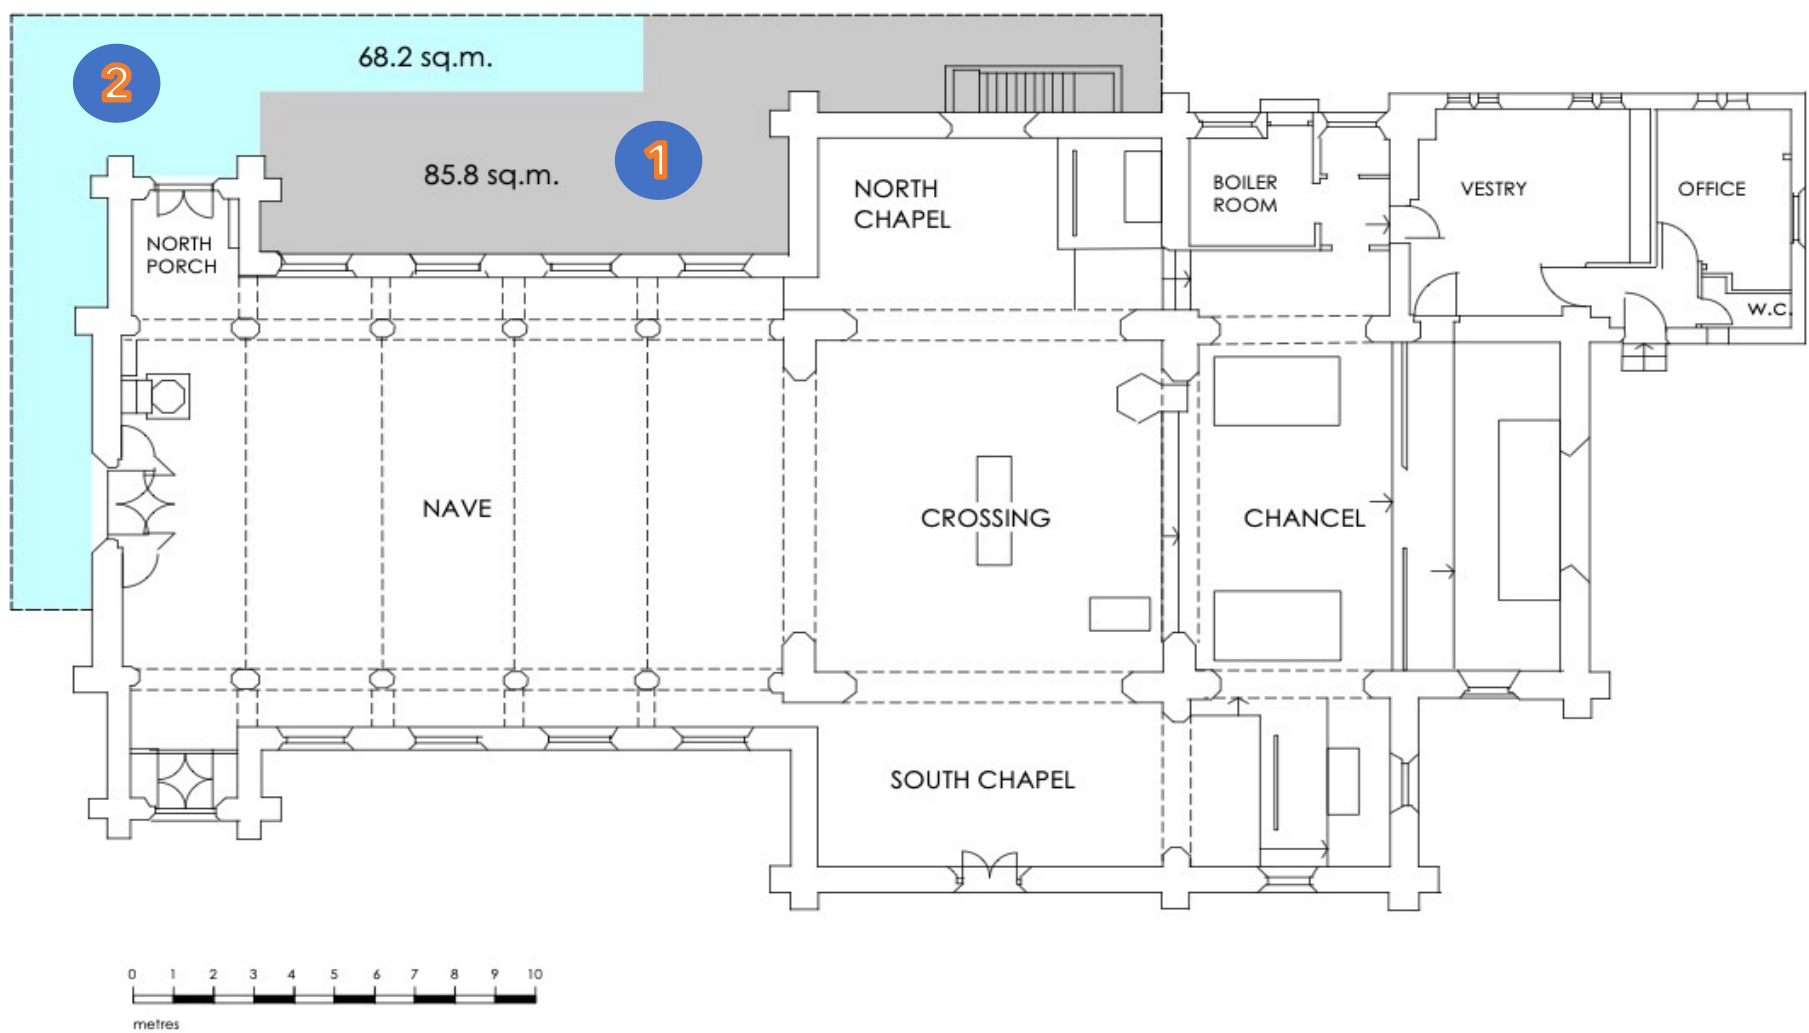 68.2 sq.m.
2
1
85.8 sq.m.
NORTH
CHAPEL
BOILER
ROOM
VESTRY
OFFICE
NORTH
PORCH
W.C.
NAVE
CROSSING
CHANCEL
SOUTH CHAPEL
0 1 2 3 4 5 6 7 8 9 10
metres